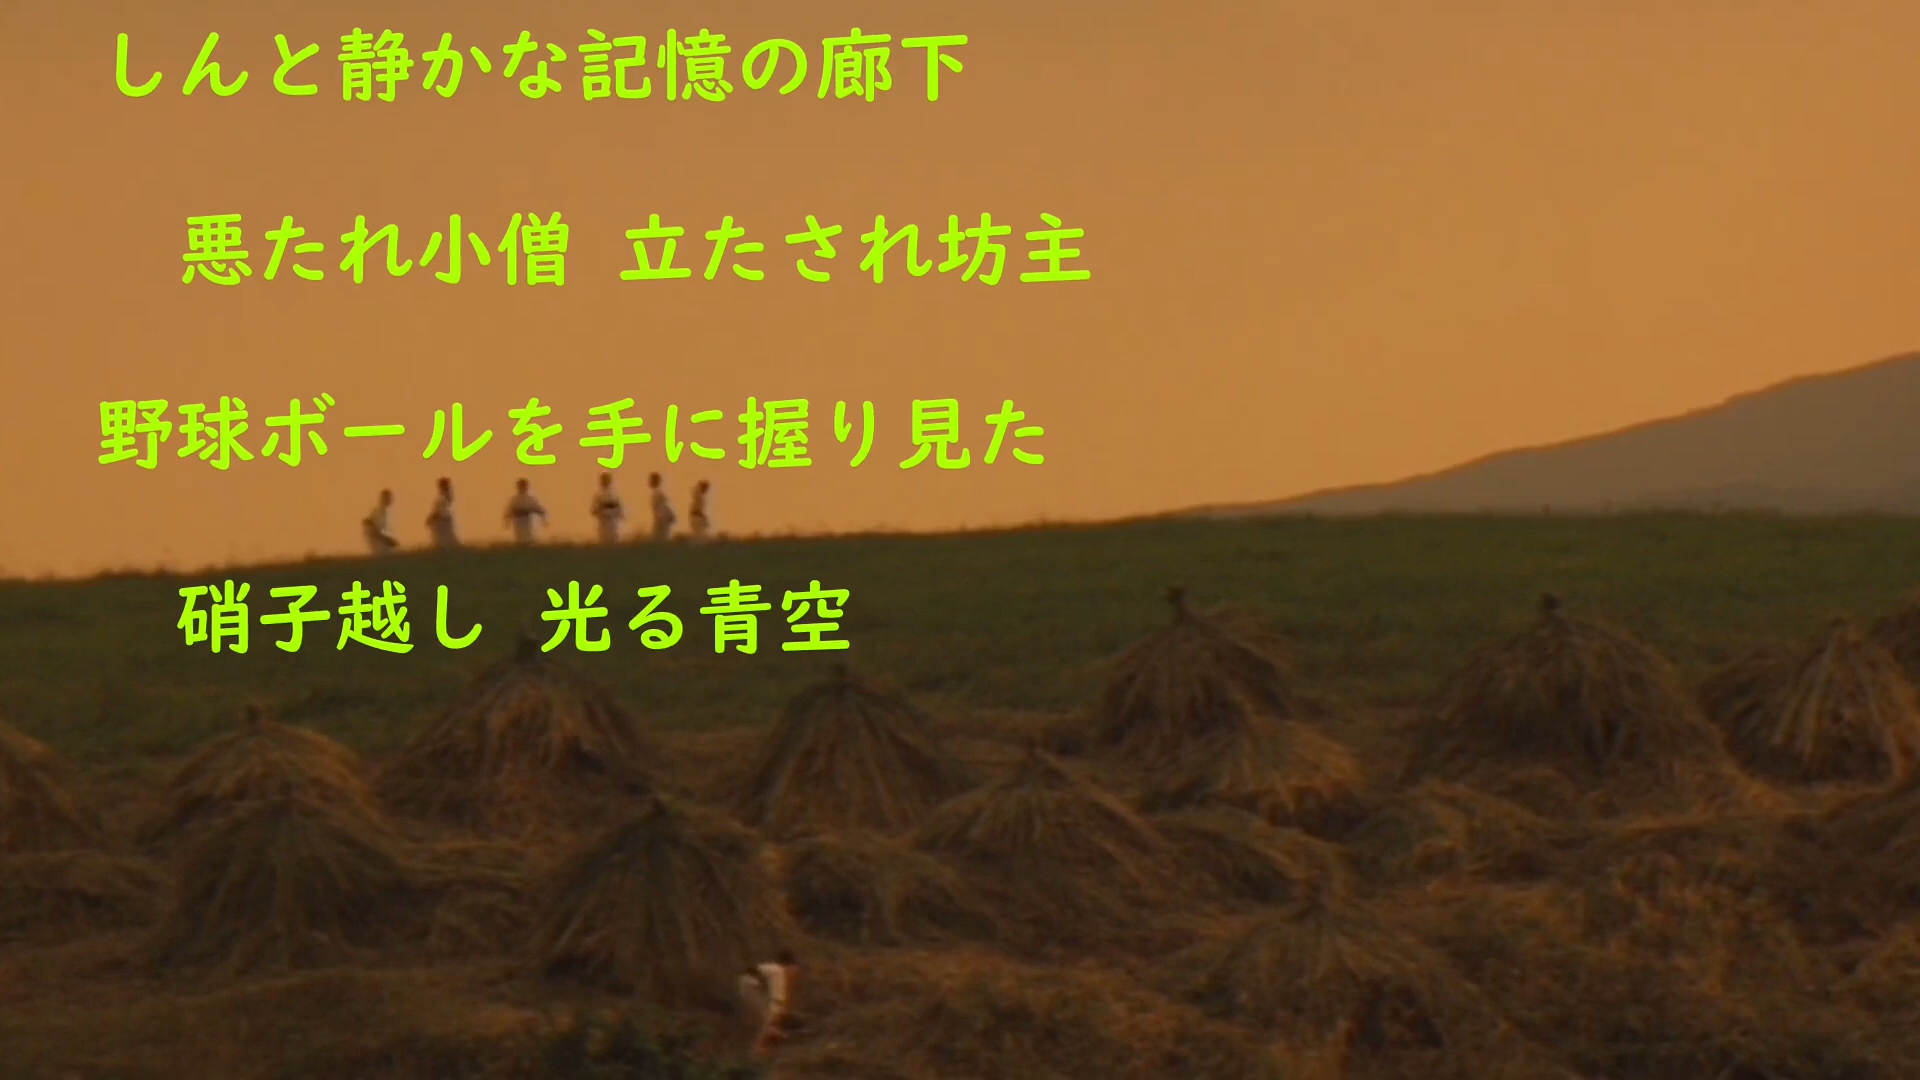 しんと静かな記憶の廊下
悪たれ小僧 立たされ坊主
野球ボールを手に握り見た
硝子越し 光る青空